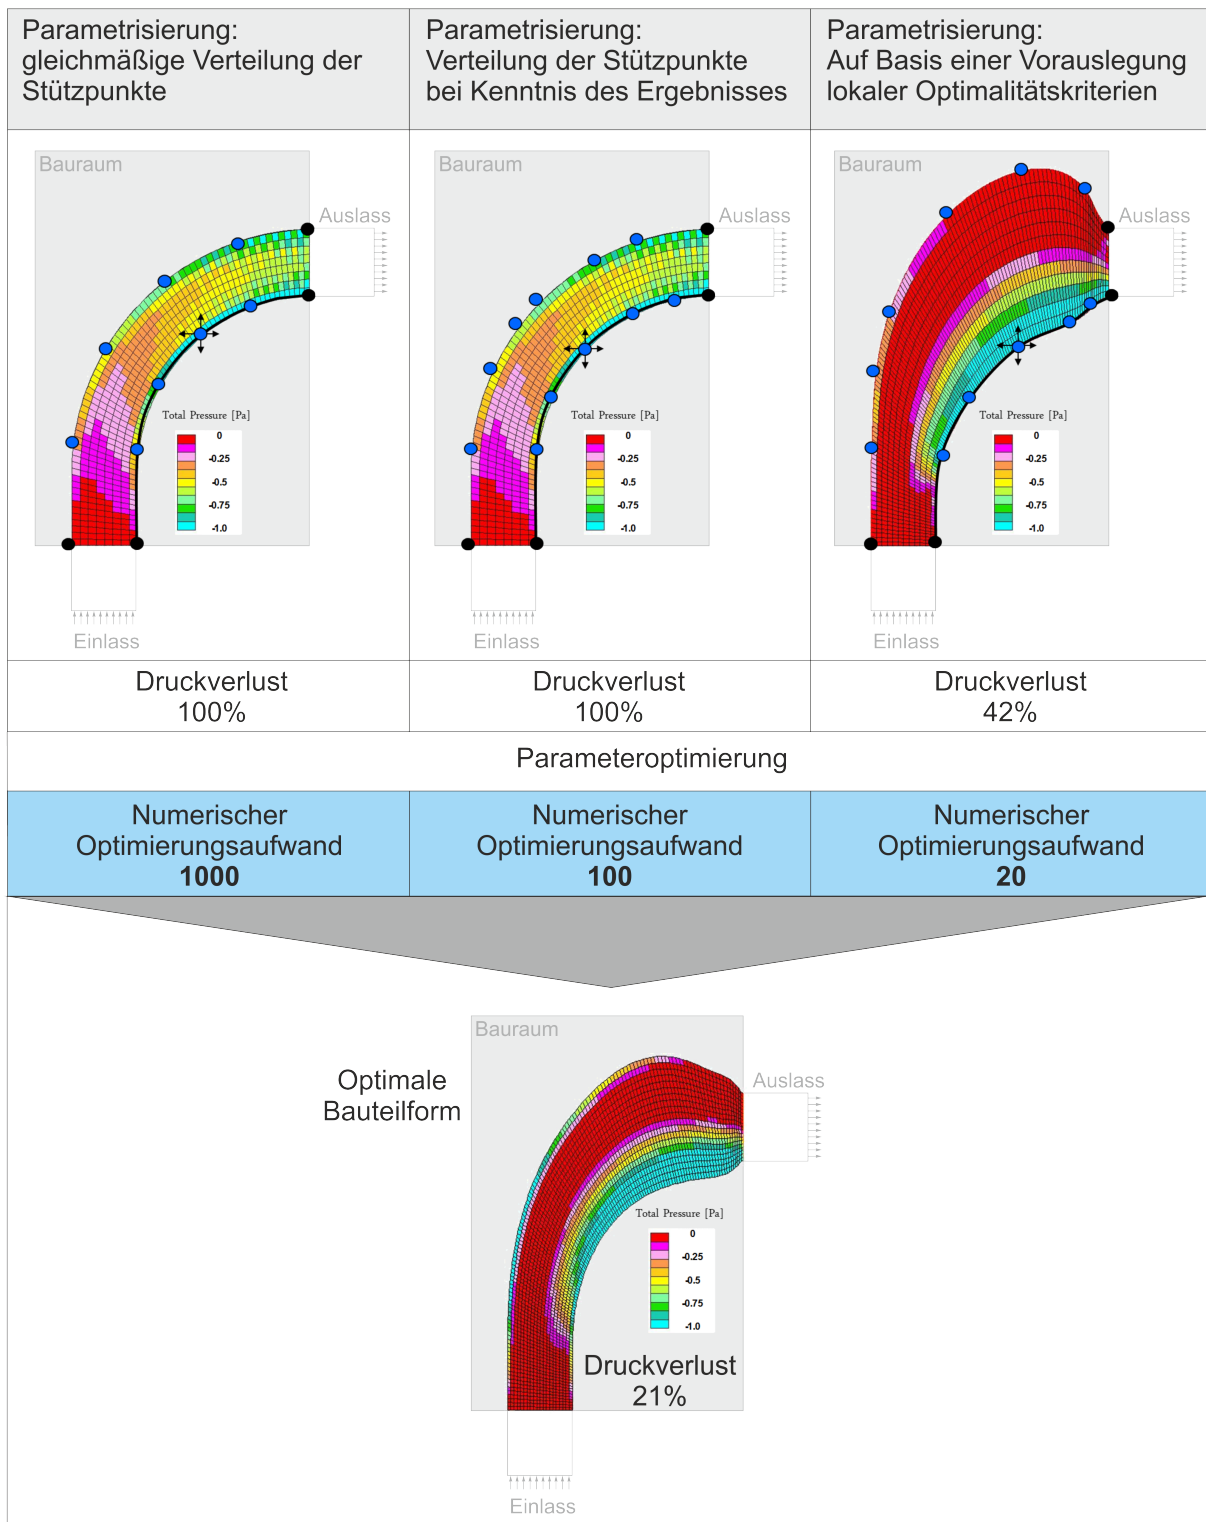 Parametrisierung:
gleichmäßige Verteilung der
Stützpunkte
Parametrisierung:
Verteilung der Stützpunkte
bei Kenntnis des Ergebnisses
Parametrisierung:
Auf Basis einer Vorauslegung
lokaler Optimalitätskriterien
Bauraum
Auslass
Total Pressure [Pa]
0
-0.25
-0.5
-0.75
-1.0
Einlass
Bauraum
Auslass
Total Pressure [Pa]
0
-0.25
-0.5
-0.75
-1.0
Einlass
Bauraum
Auslass
Total Pressure [Pa]
0
-0.25
-0.5
-0.75
-1.0
Einlass
Druckverlust
100%
Druckverlust
100%
Druckverlust
42%
Parameteroptimierung
Numerischer
Optimierungsaufwand
1000
Numerischer
Optimierungsaufwand
100
Numerischer
Optimierungsaufwand
20
Bauraum
Optimale
Bauteilform
Auslass
Total Pressure [Pa]
0
-0.25
-0.5
-0.75
-1.0
Druckverlust
21%
Einlass